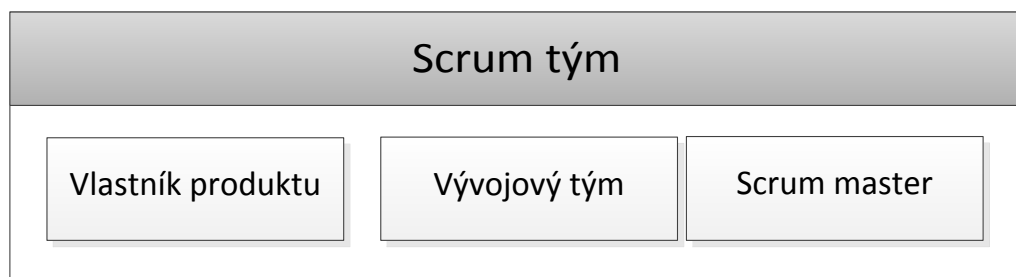 Scrum tým
Vlastník produktu
Vývojový tým
Scrum master